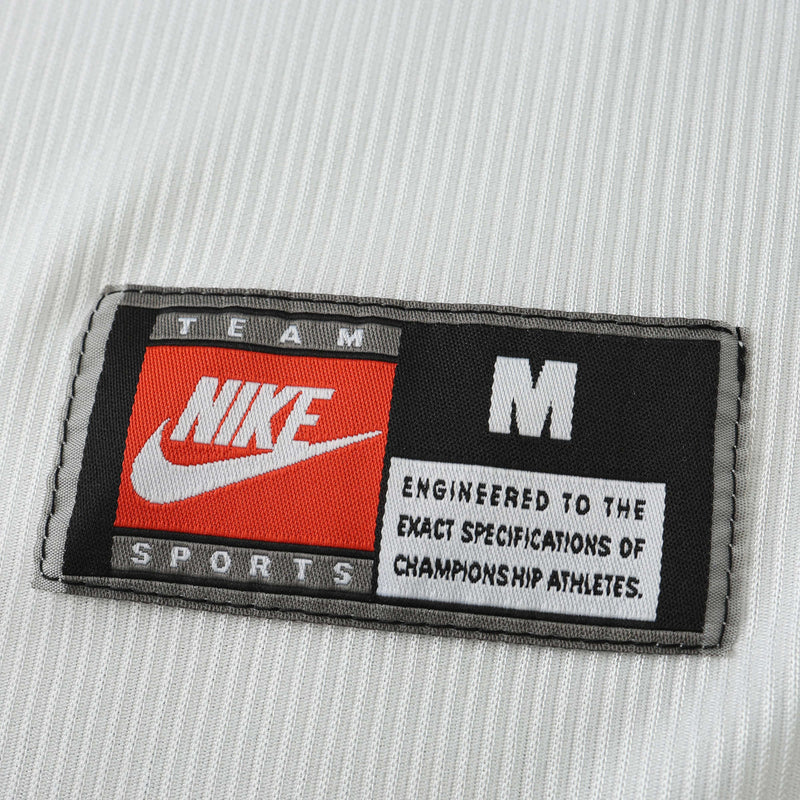 TEAM
NIKE
SPORTS
M
ENGINEERED TO THE
EXACT SPECIFICATIONS OF
CHAMPIONSHIP ATHLETES.